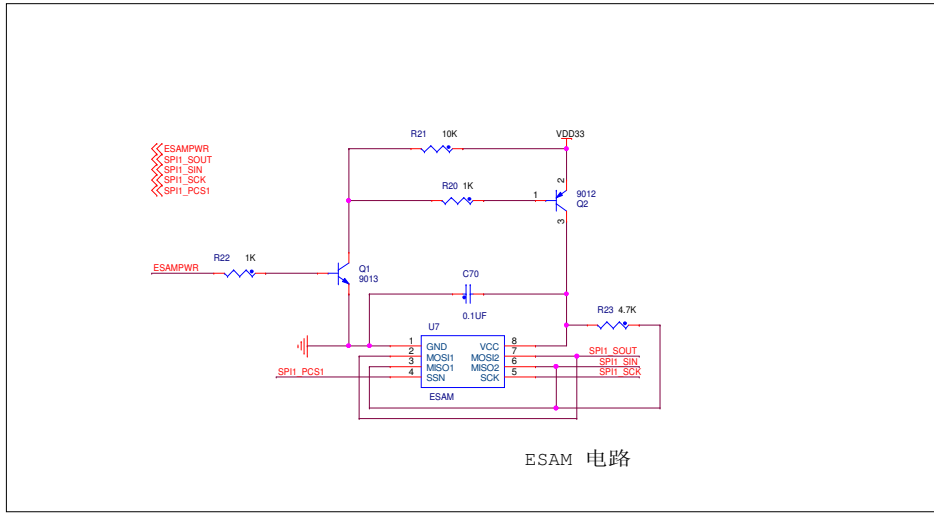 R21 10K
VDD33
ESAMPWR
SPI1_SOUT
SPI1_SIN
SPI1_SCK
SPI1_PCS1
R20 1K
1
2
3
9012
Q2
ESAMPWR
R22 1K
Q1
9013
C70
0.1UF
R23 4.7K
U7
1 GND VCC 8
2 MOSI1 MOSI2 7 SPI1_SOUT
3 MISO1 MISO2 6 SPI1_SIN
SPI1_PCS1 4 SSN SCK 5 SPI1_SCK
ESAM
ESAM 电路